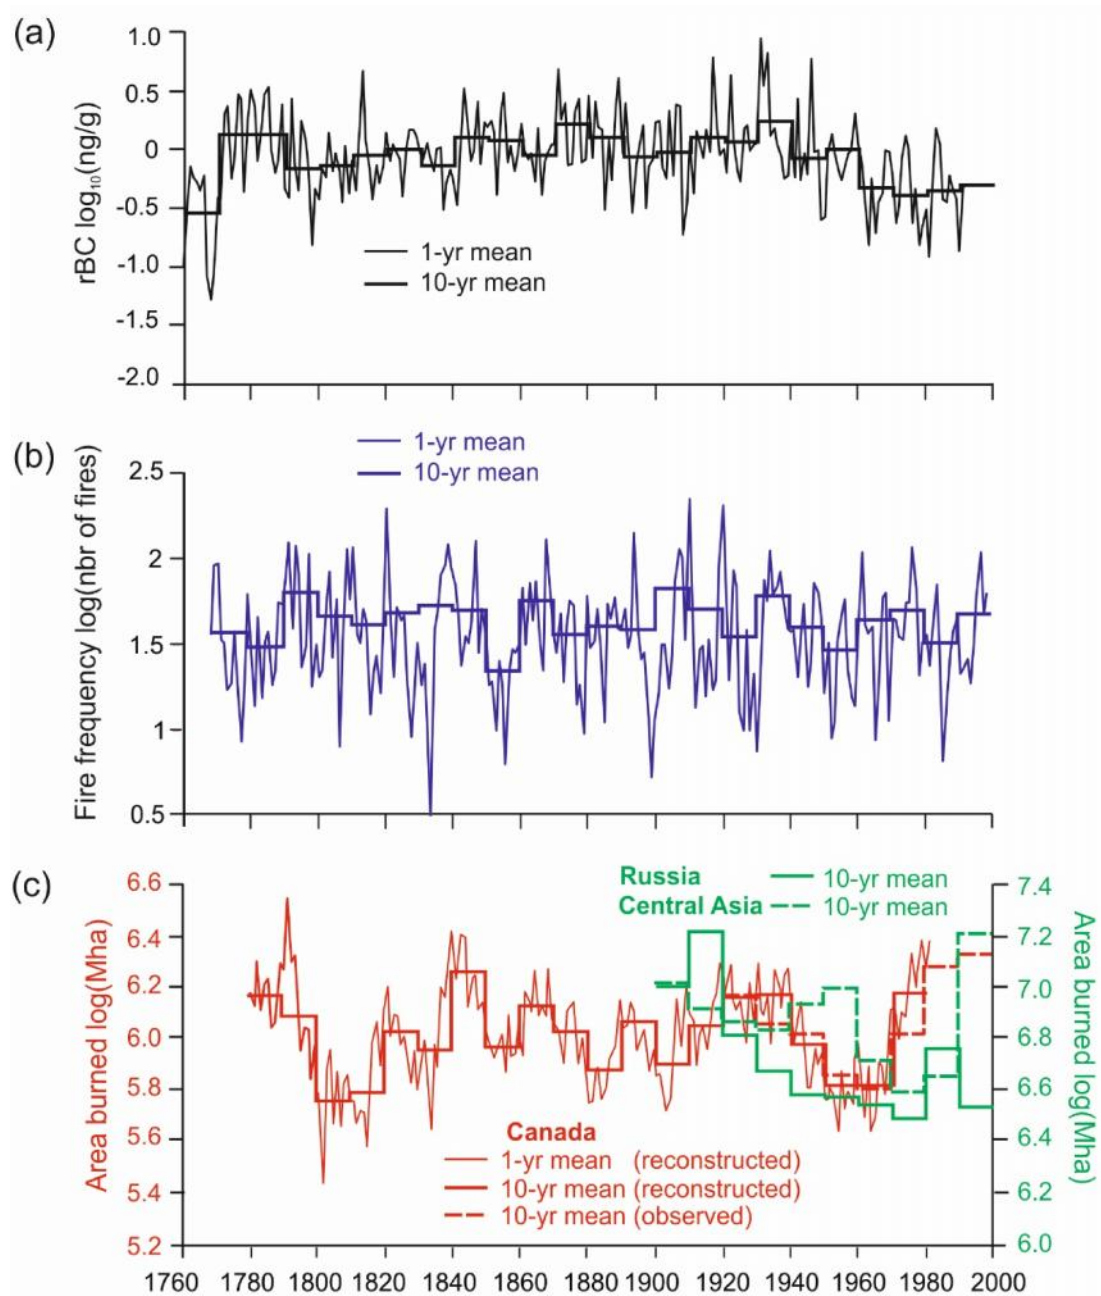 (a)
rBC log10(ng/g)
1.0
0.5
0
-0.5
-1.0
-1.5
-2.0
1-yr mean
10-yr mean
(b)
Fire frequency log(nbr of fires)
2.5
2
1.5
1
0.5
1-yr mean
10-yr mean
(c)
Area burned log(Mha)
6.6
6.4
6.2
6.0
5.8
5.6
5.4
5.2
Russia 10-yr mean
Central Asia 10-yr mean
Canada
1-yr mean (reconstructed)
10-yr mean (reconstructed)
10-yr mean (observed)
7.4
7.2
7.0
6.8
6.6
6.4
6.2
6.0
Area burned log(Mha)
1760 1780 1800 1820 1840 1860 1880 1900 1920 1940 1960 1980 2000